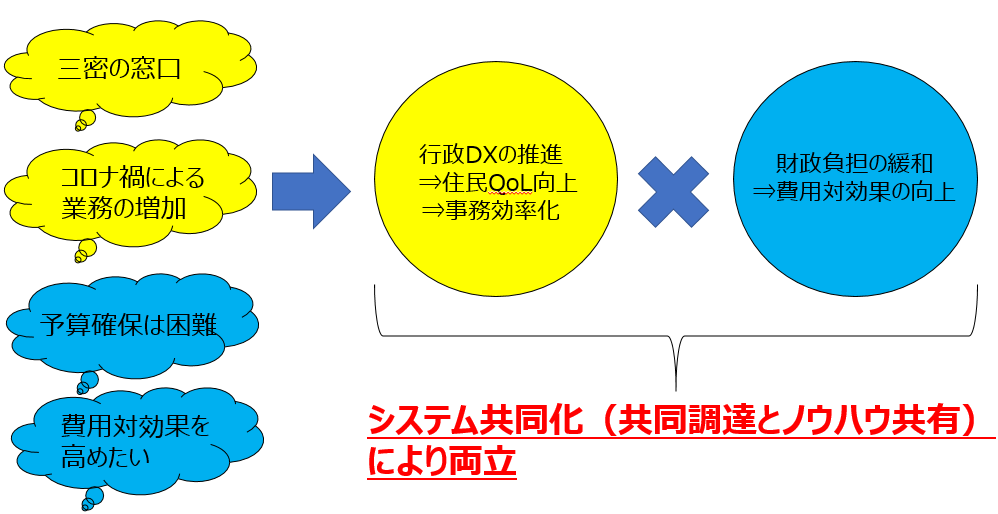 三密の窓口
コロナ禍による
業務の増加
予算確保は困難
費用対効果を
高めたい
行政DXの推進
⇒住民QoL向上
⇒事務効率化
財政負担の緩和
⇒費用対効果の向上
システム共同化（共同調達とノウハウ共有）
により両立